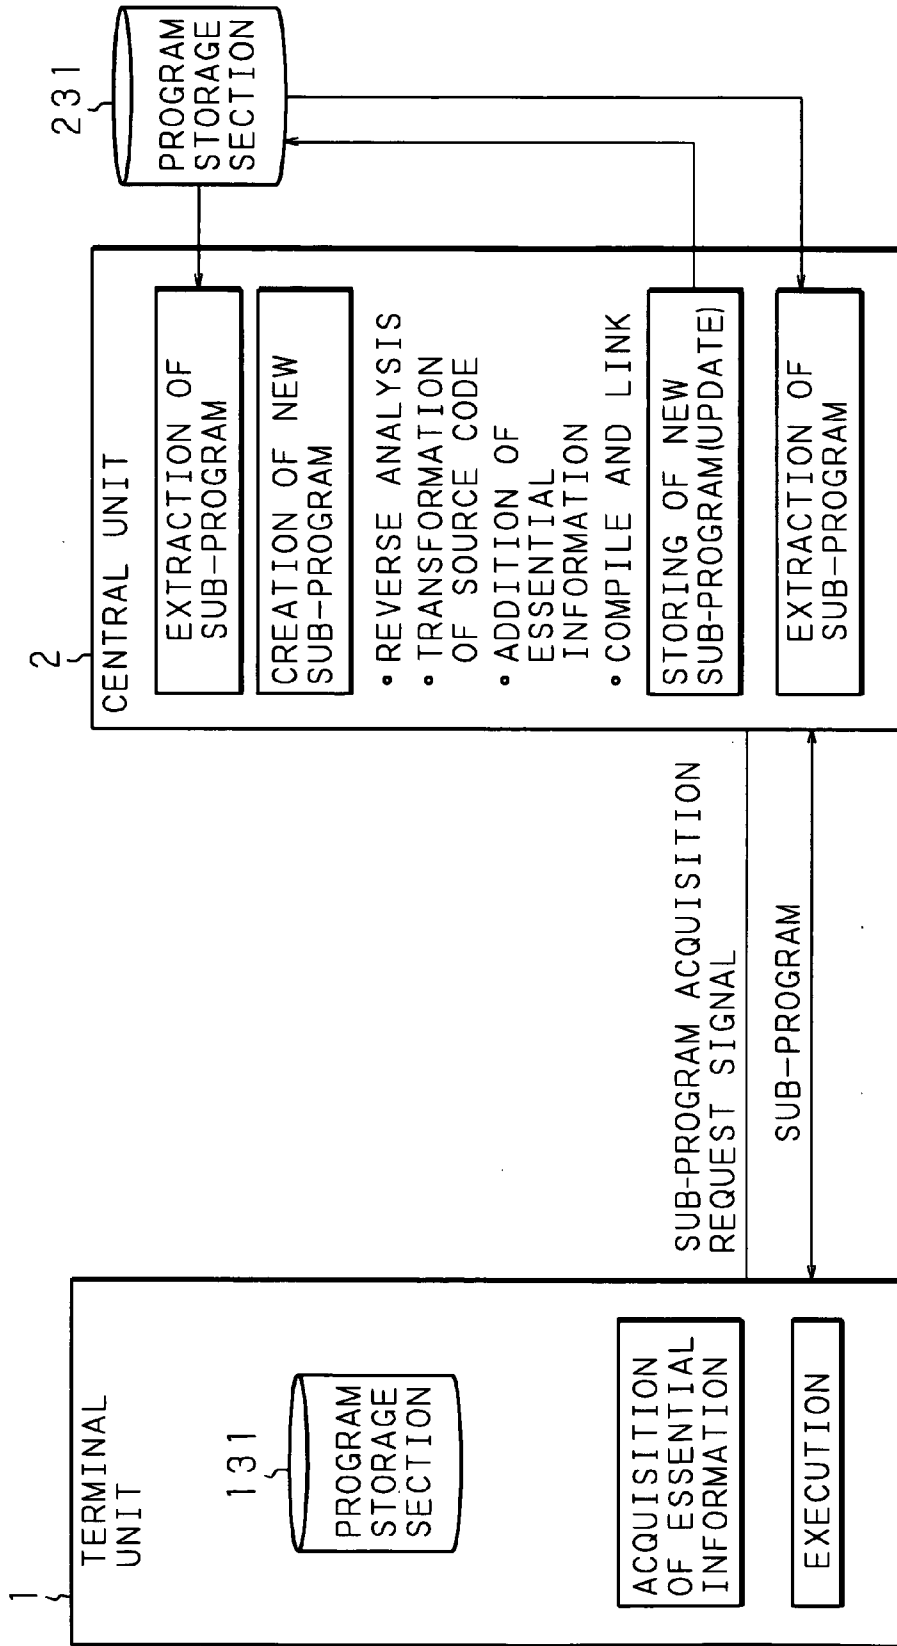 1
TERMINAL
UNIT
131
PROGRAM
STORAGE
SECTION
ACQUISITION
OF ESSENTIAL
INFORMATION
EXECUTION
SUB-PROGRAM ACQUISITION
REQUEST SIGNAL
SUB-PROGRAM
2
CENTRAL UNIT
EXTRACTION OF
SUB-PROGRAM
CREATION OF NEW
SUB-PROGRAM
• REVERSE ANALYSIS
• TRANSFORMATION
OF SOURCE CODE
• ADDITION OF
ESSENTIAL
INFORMATION
• COMPILE AND LINK
STORING OF NEW
SUB-PROGRAM(UPDATE)
EXTRACTION OF
SUB-PROGRAM
231
PROGRAM
STORAGE
SECTION